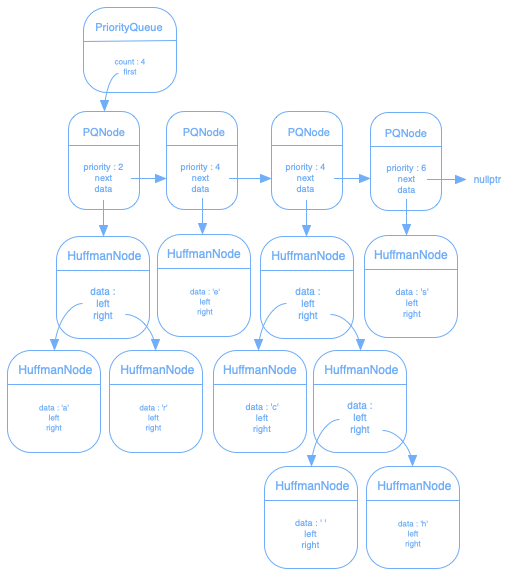 PriorityQueue
count : 4
first
PQNode
priority : 2
next
data
PQNode
priority : 4
next
data
PQNode
priority : 4
next
data
PQNode
priority : 6
next
data
nullptr
HuffmanNode
data :
left
right
HuffmanNode
data : 'e'
left
right
HuffmanNode
data :
left
right
HuffmanNode
data : 's'
left
right
HuffmanNode
data : 'a'
left
right
HuffmanNode
data : 'r'
left
right
HuffmanNode
data : 'c'
left
right
HuffmanNode
data :
left
right
HuffmanNode
data : ' '
left
right
HuffmanNode
data : 'h'
left
right